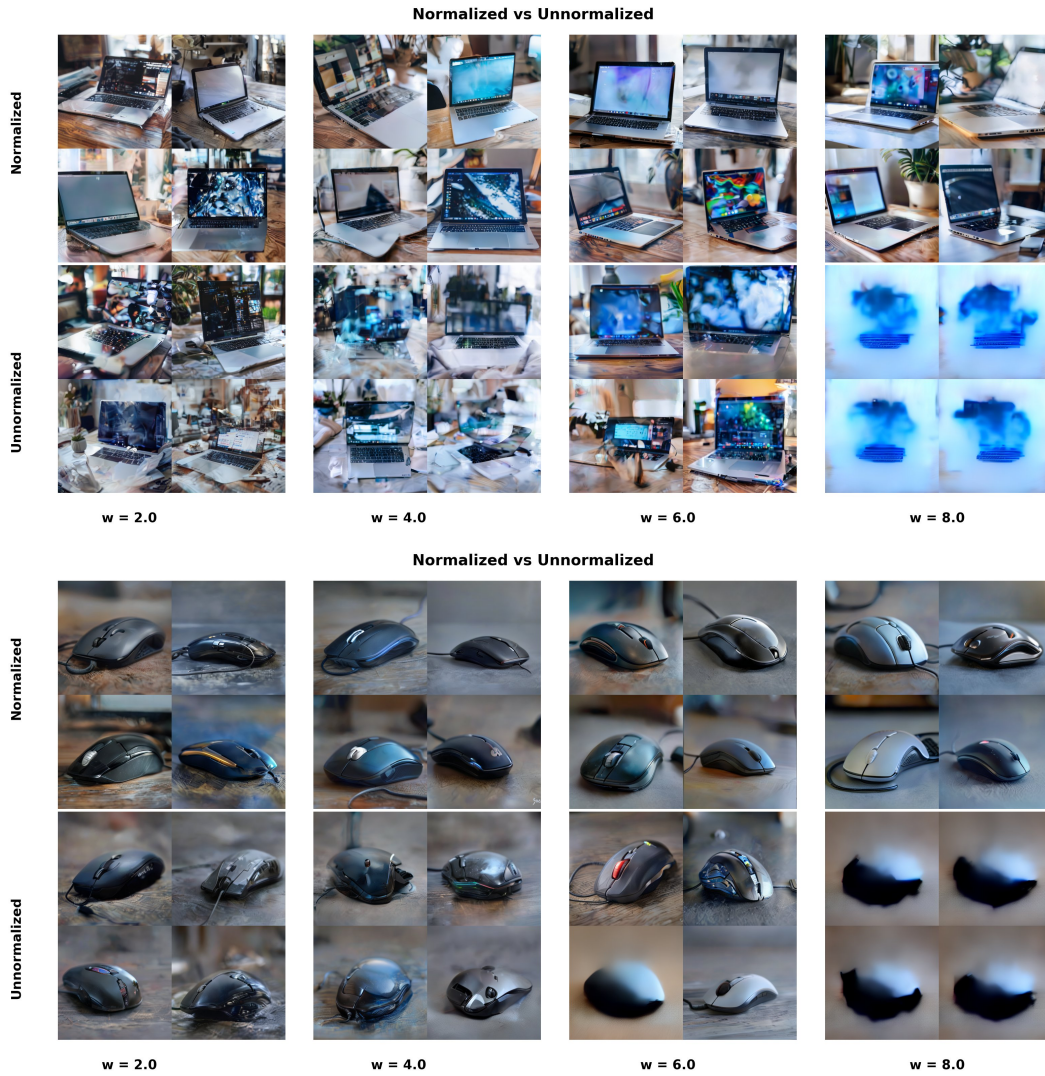 Normalized vs Unnormalized
Normalized
Unnormalized
w = 2.0
w = 4.0
w = 6.0
w = 8.0
Normalized vs Unnormalized
Normalized
Unnormalized
w = 2.0
w = 4.0
w = 6.0
w = 8.0